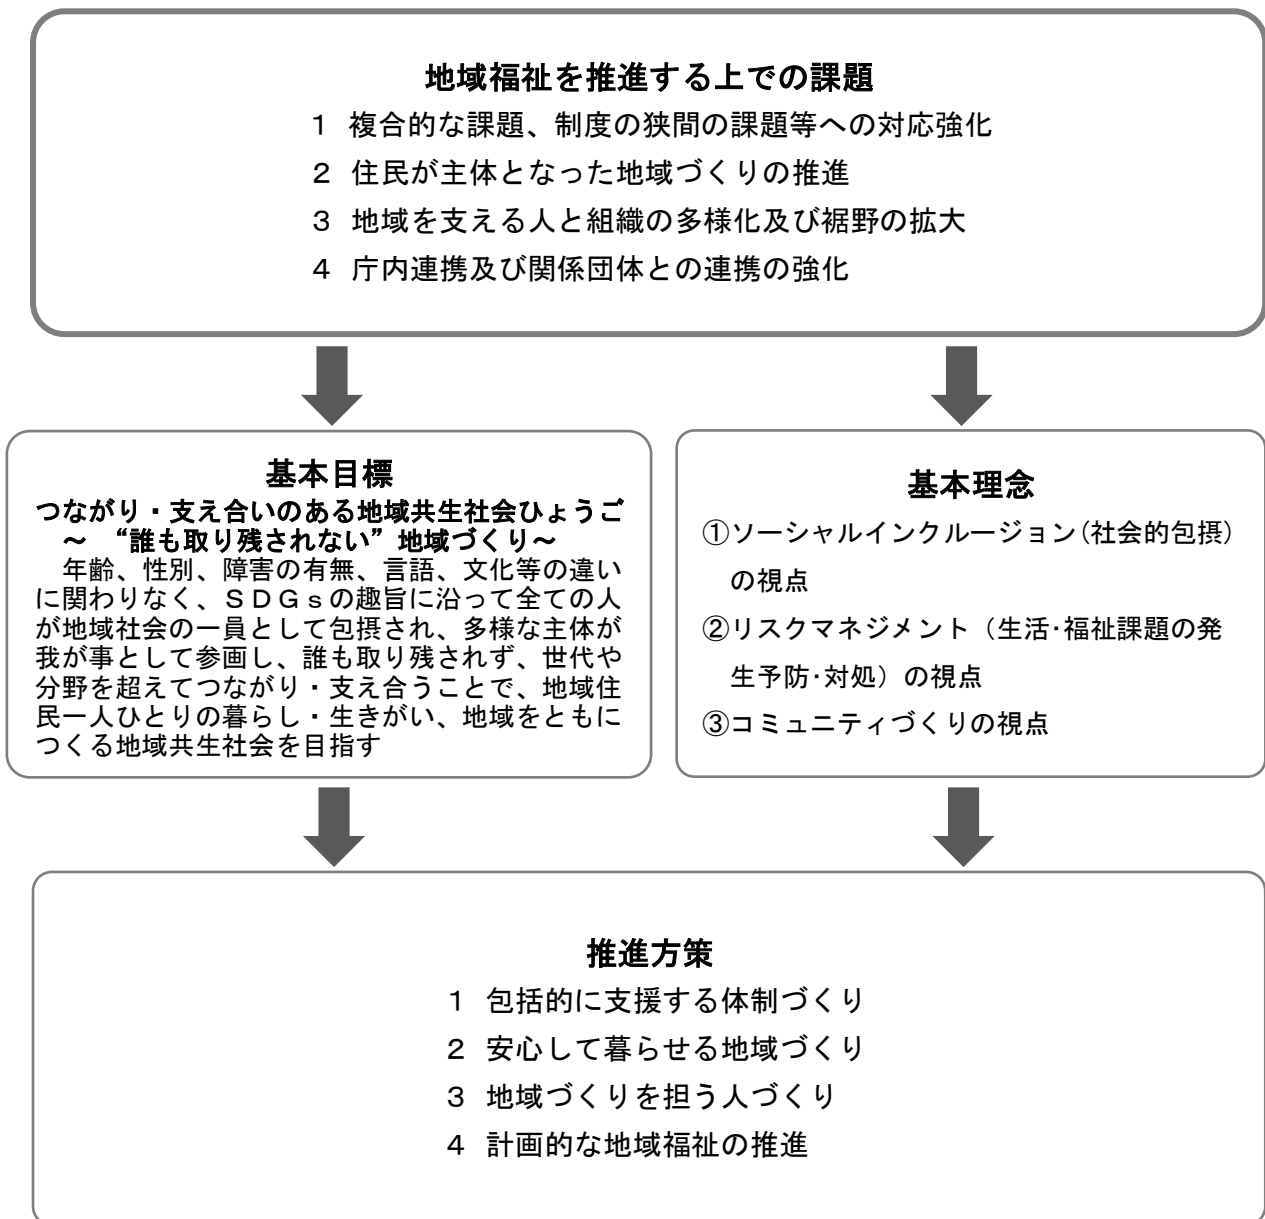 地域福祉を推進する上での課題
１ 複合的な課題、制度の狭間の課題等への対応強化
２ 住民が主体となった地域づくりの推進
３ 地域を支える人と組織の多様化及び裾野の拡大
４ 庁内連携及び関係団体との連携の強化
基本目標
つながり・支え合いのある地域共生社会ひょうご
～ “誰も取り残されない”地域づくり～
年齢、性別、障害の有無、言語、文化等の違い
に関わりなく、ＳＤＧｓの趣旨に沿って全ての人
が地域社会の一員として包摂され、多様な主体が
我が事として参画し、誰も取り残されず、世代や
分野を超えてつながり・支え合うことで、地域住
民一人ひとりの暮らし・生きがい、地域をともに
つくる地域共生社会を目指す
基本理念
①ソーシャルインクルージョン(社会的包摂)
の視点
②リスクマネジメント（生活･福祉課題の発
生予防･対処）の視点
③コミュニティづくりの視点
推進方策
１ 包括的に支援する体制づくり
２ 安心して暮らせる地域づくり
３ 地域づくりを担う人づくり
４ 計画的な地域福祉の推進